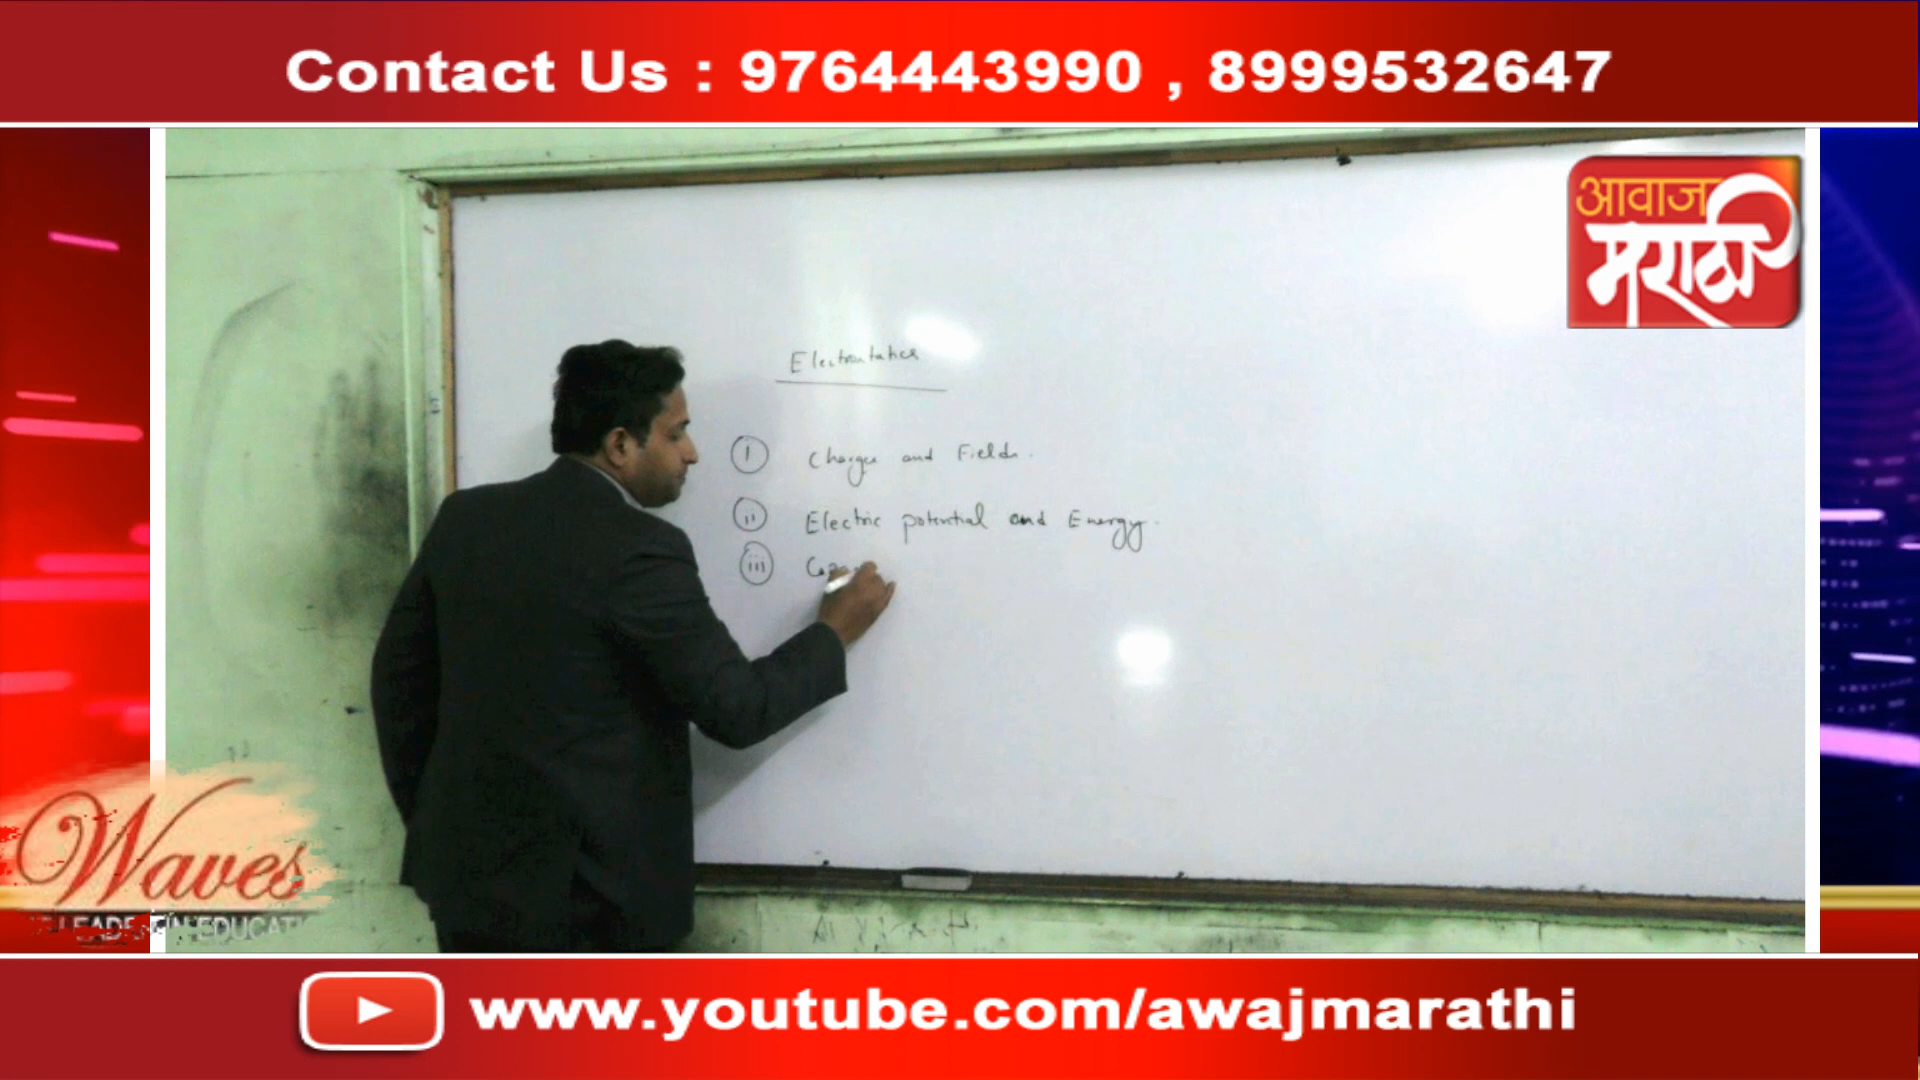 Contact Us : 9764443990 , 8999532647
आवाज
मराठी
Electrostatics
i Charges and Fields.
ii Electric potential and Energy.
iii Capa
Waves
www.youtube.com/awajmarathi